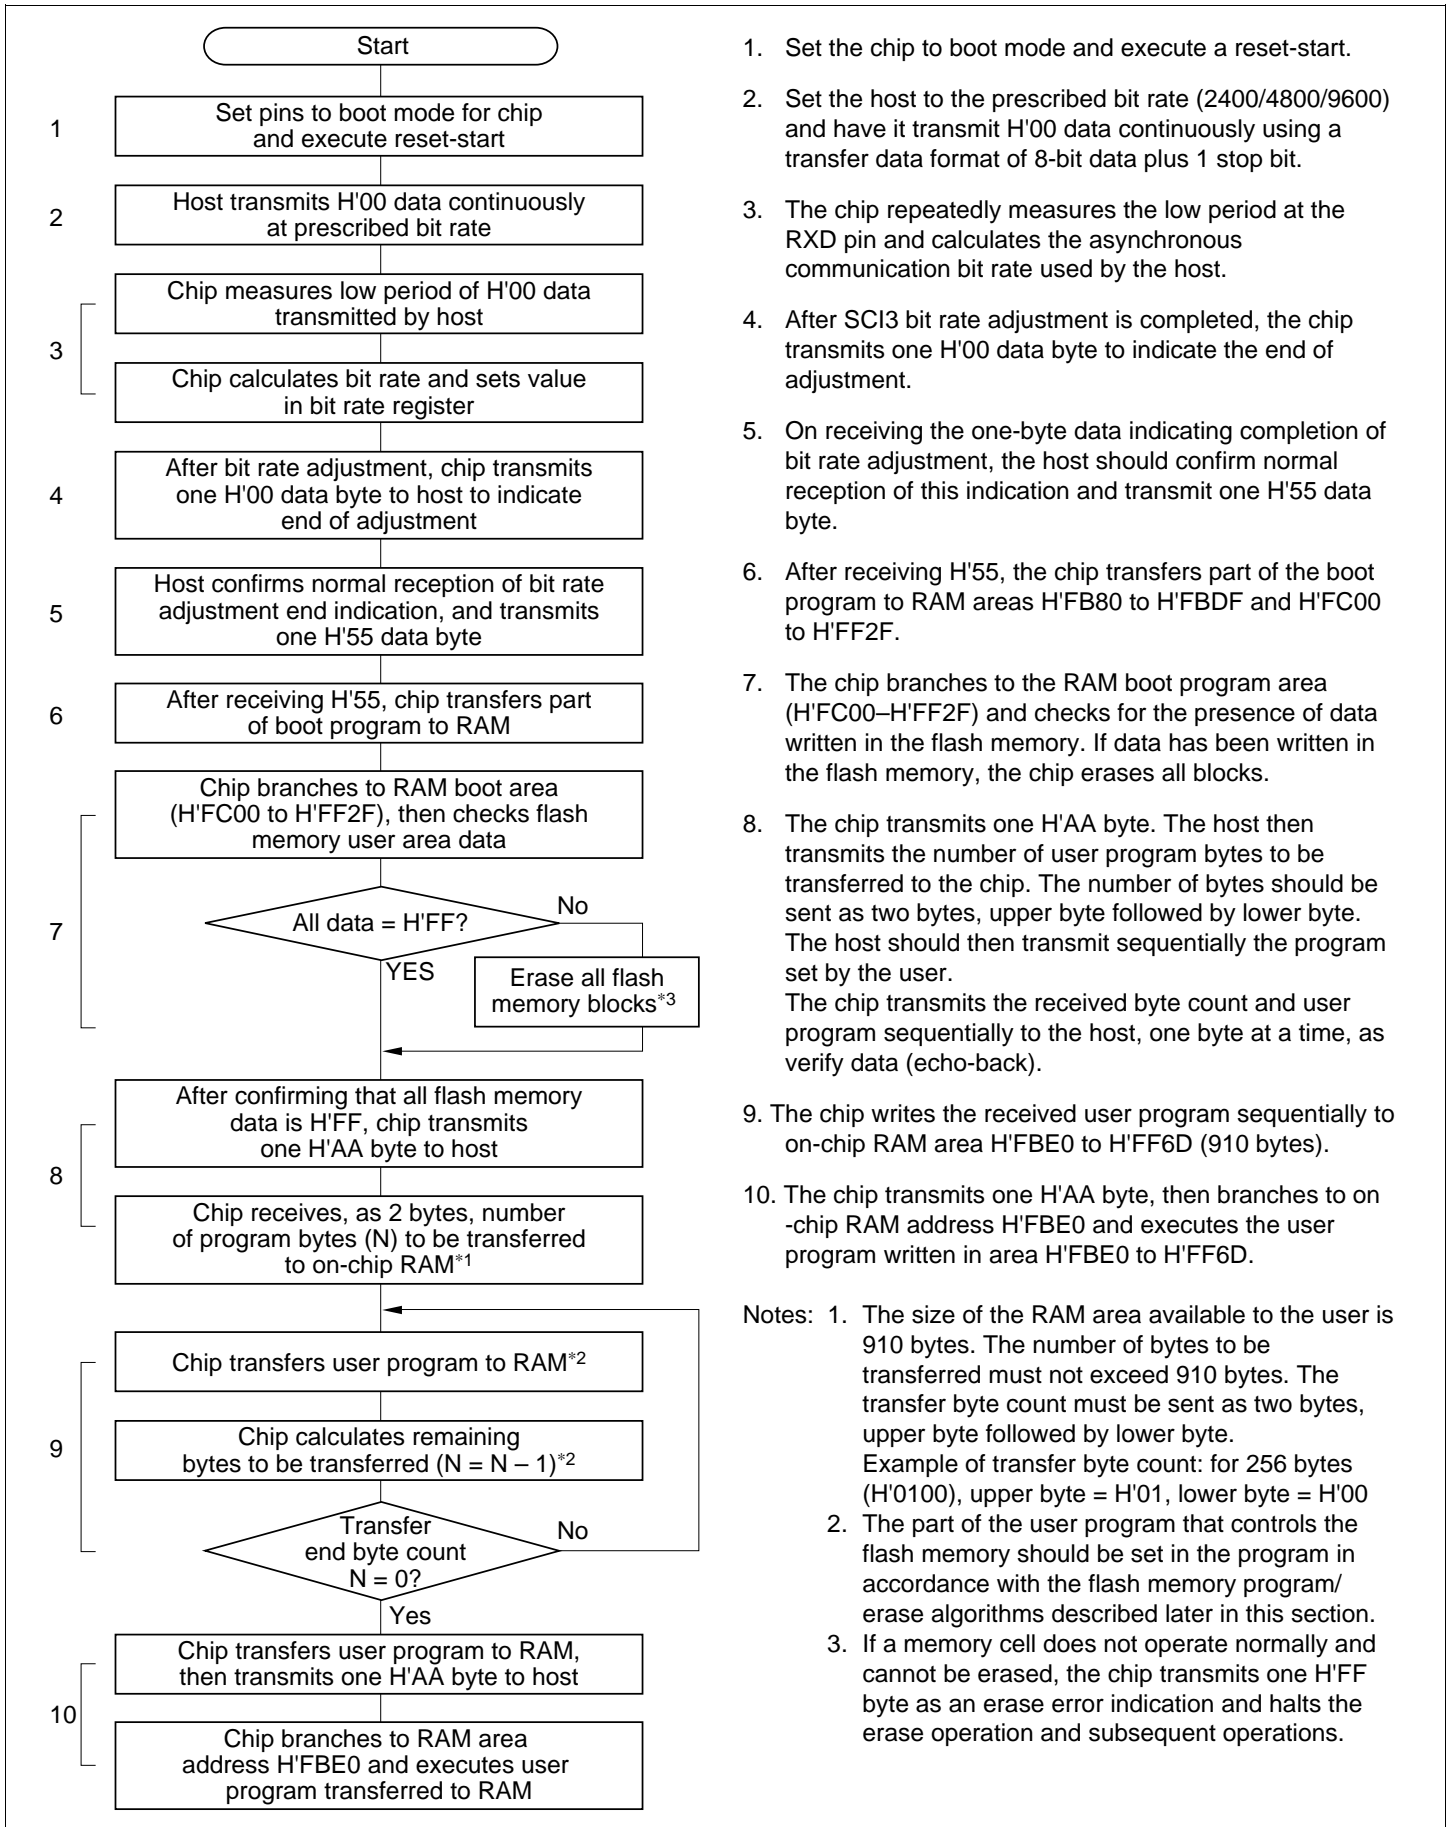 Start
1
Set pins to boot mode for chip
and execute reset-start
2
Host transmits H'00 data continuously
at prescribed bit rate
3
Chip measures low period of H'00 data
transmitted by host
Chip calculates bit rate and sets value
in bit rate register
4
After bit rate adjustment, chip transmits
one H'00 data byte to host to indicate
end of adjustment
5
Host confirms normal reception of bit rate
adjustment end indication, and transmits
one H'55 data byte
6
After receiving H'55, chip transfers part
of boot program to RAM
7
Chip branches to RAM boot area
(H'FC00 to H'FF2F), then checks flash
memory user area data
All data = H'FF?
No
YES
Erase all flash
memory blocks*3
8
After confirming that all flash memory
data is H'FF, chip transmits
one H'AA byte to host
Chip receives, as 2 bytes, number
of program bytes (N) to be transferred
to on-chip RAM*1
9
Chip transfers user program to RAM*2
Chip calculates remaining
bytes to be transferred (N = N – 1)*2
Transfer
end byte count
N = 0?
No
Yes
10
Chip transfers user program to RAM,
then transmits one H'AA byte to host
Chip branches to RAM area
address H'FBE0 and executes user
program transferred to RAM
1. Set the chip to boot mode and execute a reset-start.
2. Set the host to the prescribed bit rate (2400/4800/9600)
and have it transmit H'00 data continuously using a
transfer data format of 8-bit data plus 1 stop bit.
3. The chip repeatedly measures the low period at the
RXD pin and calculates the asynchronous
communication bit rate used by the host.
4. After SCI3 bit rate adjustment is completed, the chip
transmits one H'00 data byte to indicate the end of
adjustment.
5. On receiving the one-byte data indicating completion of
bit rate adjustment, the host should confirm normal
reception of this indication and transmit one H'55 data
byte.
6. After receiving H'55, the chip transfers part of the boot
program to RAM areas H'FB80 to H'FBDF and H'FC00
to H'FF2F.
7. The chip branches to the RAM boot program area
(H'FC00–H'FF2F) and checks for the presence of data
written in the flash memory. If data has been written in
the flash memory, the chip erases all blocks.
8. The chip transmits one H'AA byte. The host then
transmits the number of user program bytes to be
transferred to the chip. The number of bytes should be
sent as two bytes, upper byte followed by lower byte.
The host should then transmit sequentially the program
set by the user.
The chip transmits the received byte count and user
program sequentially to the host, one byte at a time, as
verify data (echo-back).
9. The chip writes the received user program sequentially to
on-chip RAM area H'FBE0 to H'FF6D (910 bytes).
10. The chip transmits one H'AA byte, then branches to on
-chip RAM address H'FBE0 and executes the user
program written in area H'FBE0 to H'FF6D.
Notes: 1. The size of the RAM area available to the user is
910 bytes. The number of bytes to be
transferred must not exceed 910 bytes. The
transfer byte count must be sent as two bytes,
upper byte followed by lower byte.
Example of transfer byte count: for 256 bytes
(H'0100), upper byte = H'01, lower byte = H'00
2. The part of the user program that controls the
flash memory should be set in the program in
accordance with the flash memory program/
erase algorithms described later in this section.
3. If a memory cell does not operate normally and
cannot be erased, the chip transmits one H'FF
byte as an erase error indication and halts the
erase operation and subsequent operations.